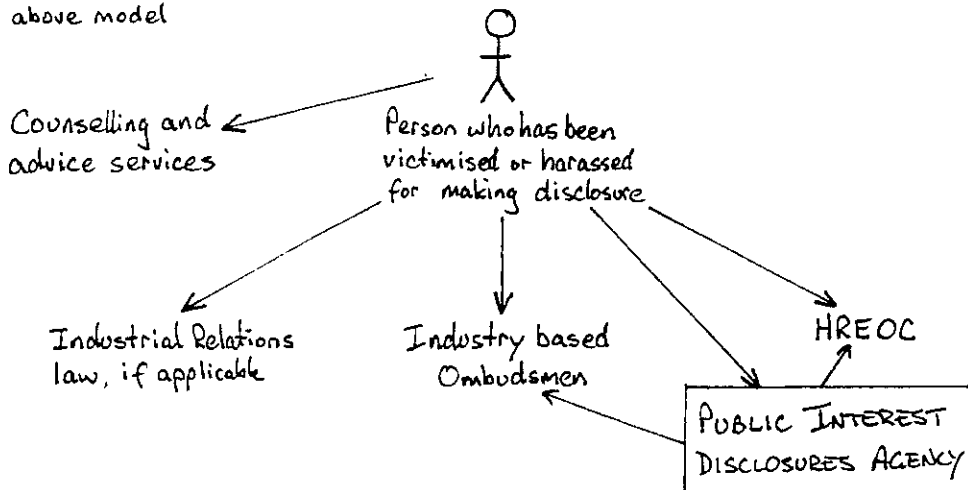 above model
Counselling and
advice services
Person who has been
victimised or harassed
for making disclosure
Industrial Relations
law, if applicable
Industry based
Ombudsmen
HREOC
PUBLIC INTEREST
DISCLOSURES AGENCY